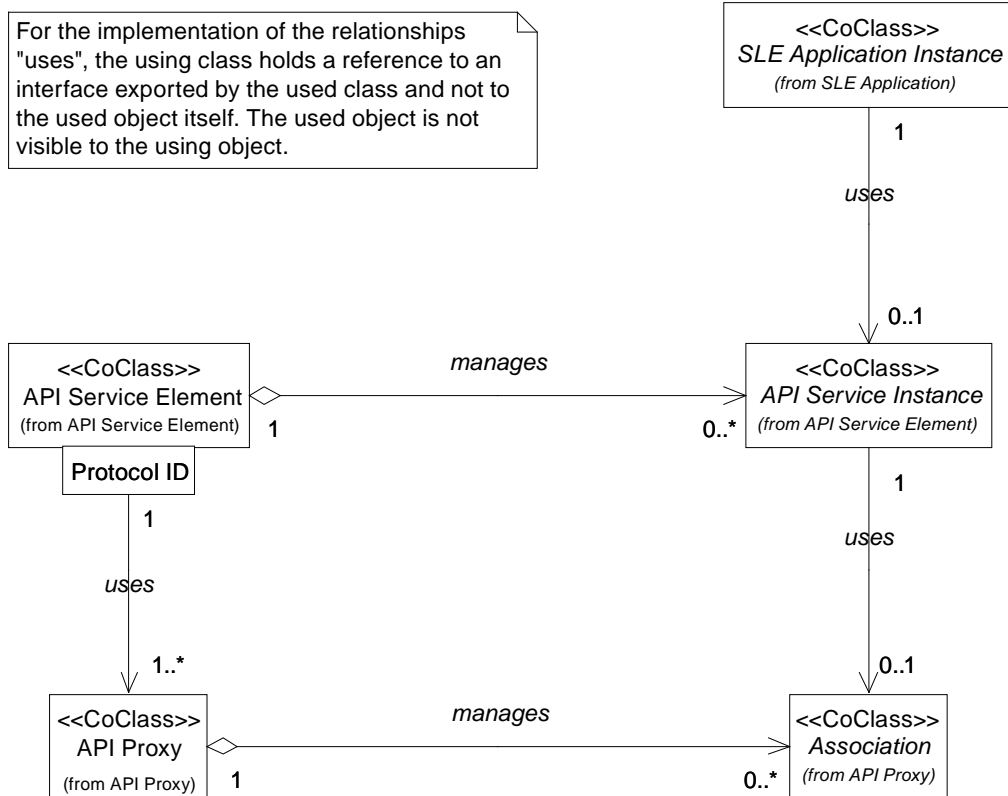 For the implementation of the relationships
"uses", the using class holds a reference to an
interface exported by the used class and not to
the used object itself. The used object is not
visible to the using object.
<<CoClass>>
SLE Application Instance
(from SLE Application)
1
uses
0..1
<<CoClass>>
API Service Element
(from API Service Element)
Protocol ID
1
manages
0..*
<<CoClass>>
API Service Instance
(from API Service Element)
1
uses
1..*
1
uses
0..1
<<CoClass>>
API Proxy
(from API Proxy)
1
manages
0..*
<<CoClass>>
Association
(from API Proxy)